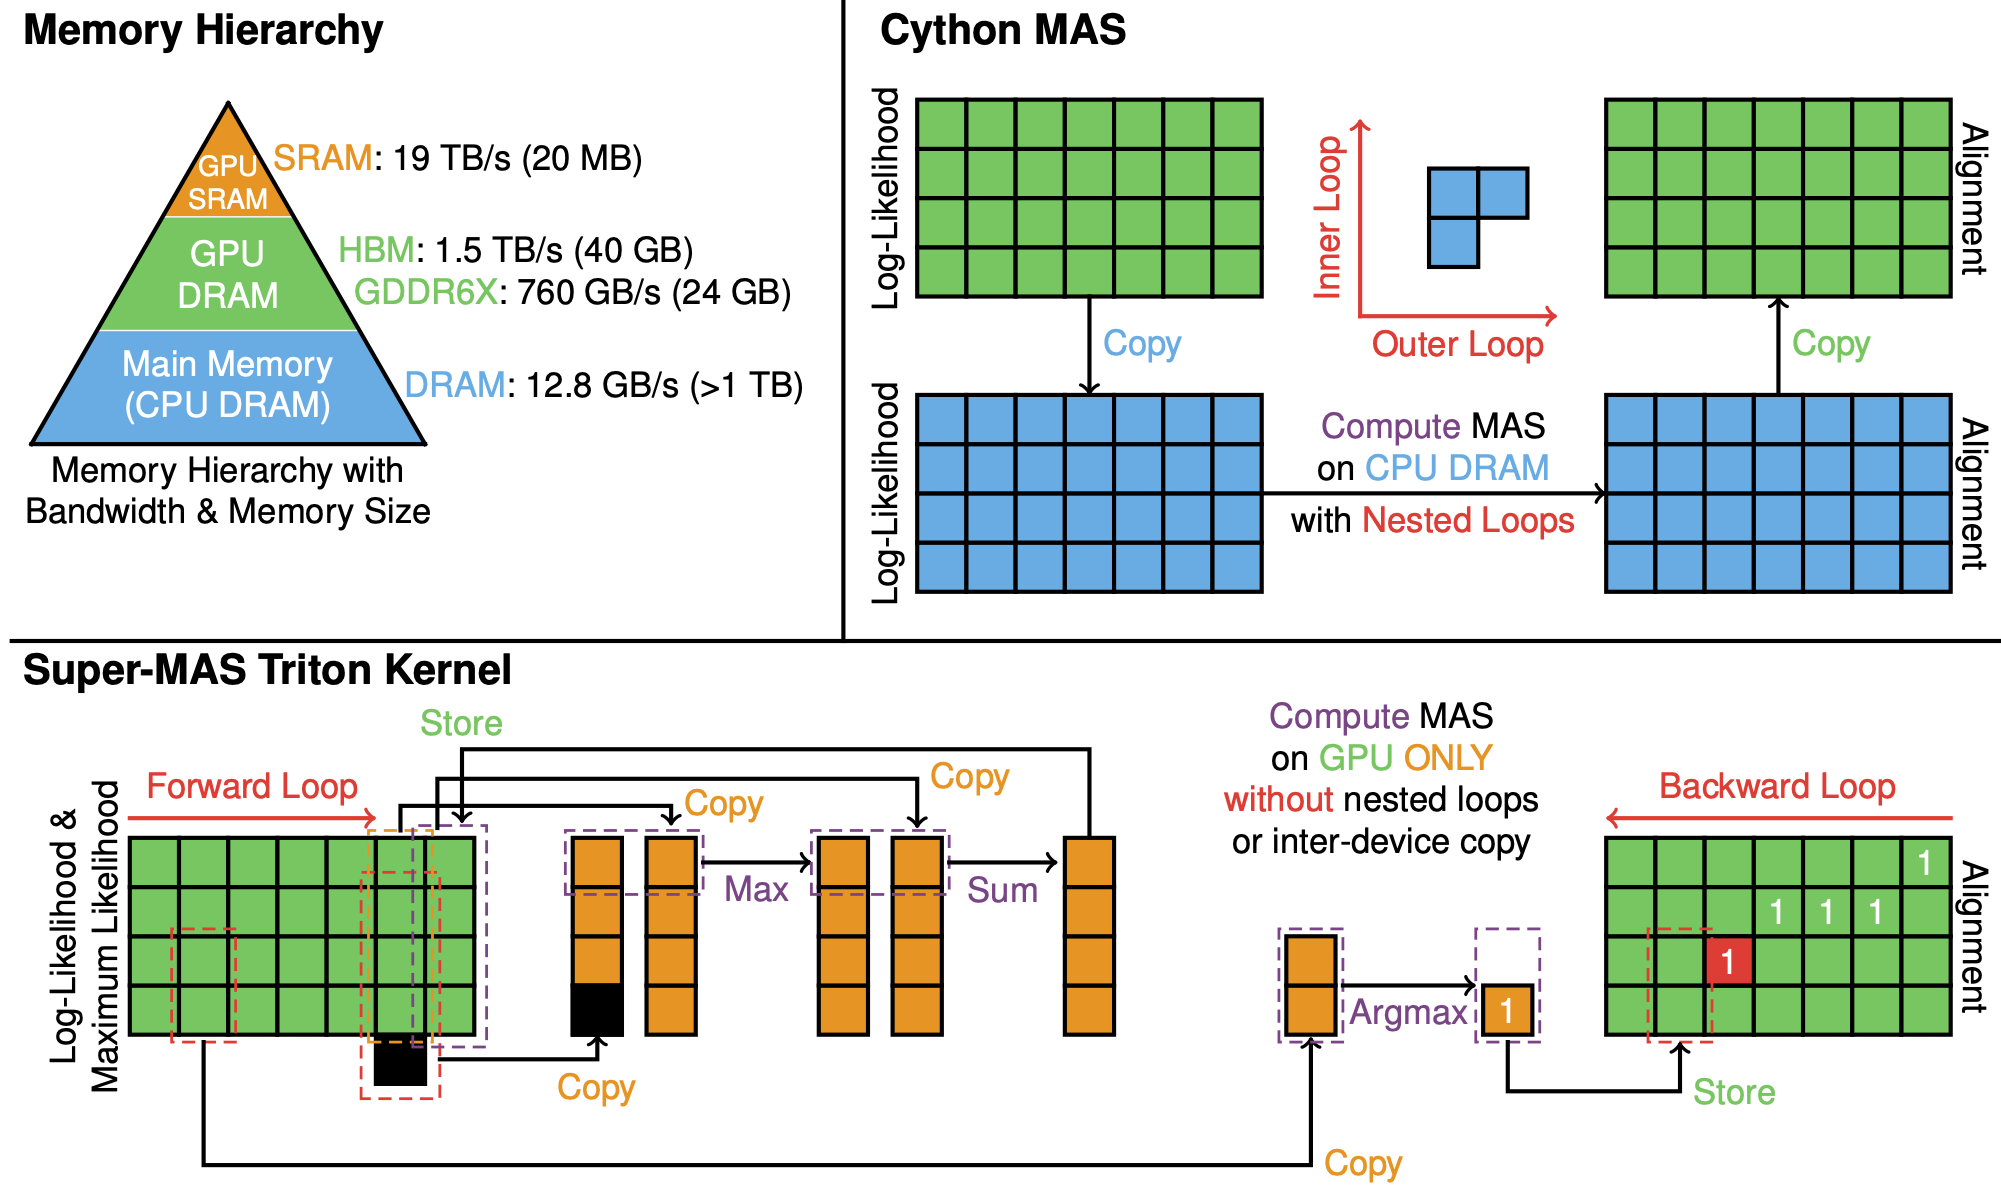 Memory Hierarchy
GPU
SRAM
SRAM: 19 TB/s (20 MB)
GPU
DRAM
HBM: 1.5 TB/s (40 GB)
GDDR6X: 760 GB/s (24 GB)
Main Memory
(CPU DRAM)
DRAM: 12.8 GB/s (>1 TB)
Memory Hierarchy with
Bandwidth & Memory Size
Cython MAS
Log-Likelihood
Inner Loop
Outer Loop
Alignment
Copy
Copy
Log-Likelihood
Compute MAS
on CPU DRAM
with Nested Loops
Alignment
Super-MAS Triton Kernel
Store
Forward Loop
Copy
Copy
Log-Likelihood &
Maximum Likelihood
Max
Sum
Copy
Compute MAS
on GPU ONLY
without nested loops
or inter-device copy
Argmax
1
Copy
Backward Loop
1
1 1 1
1
Alignment
Store